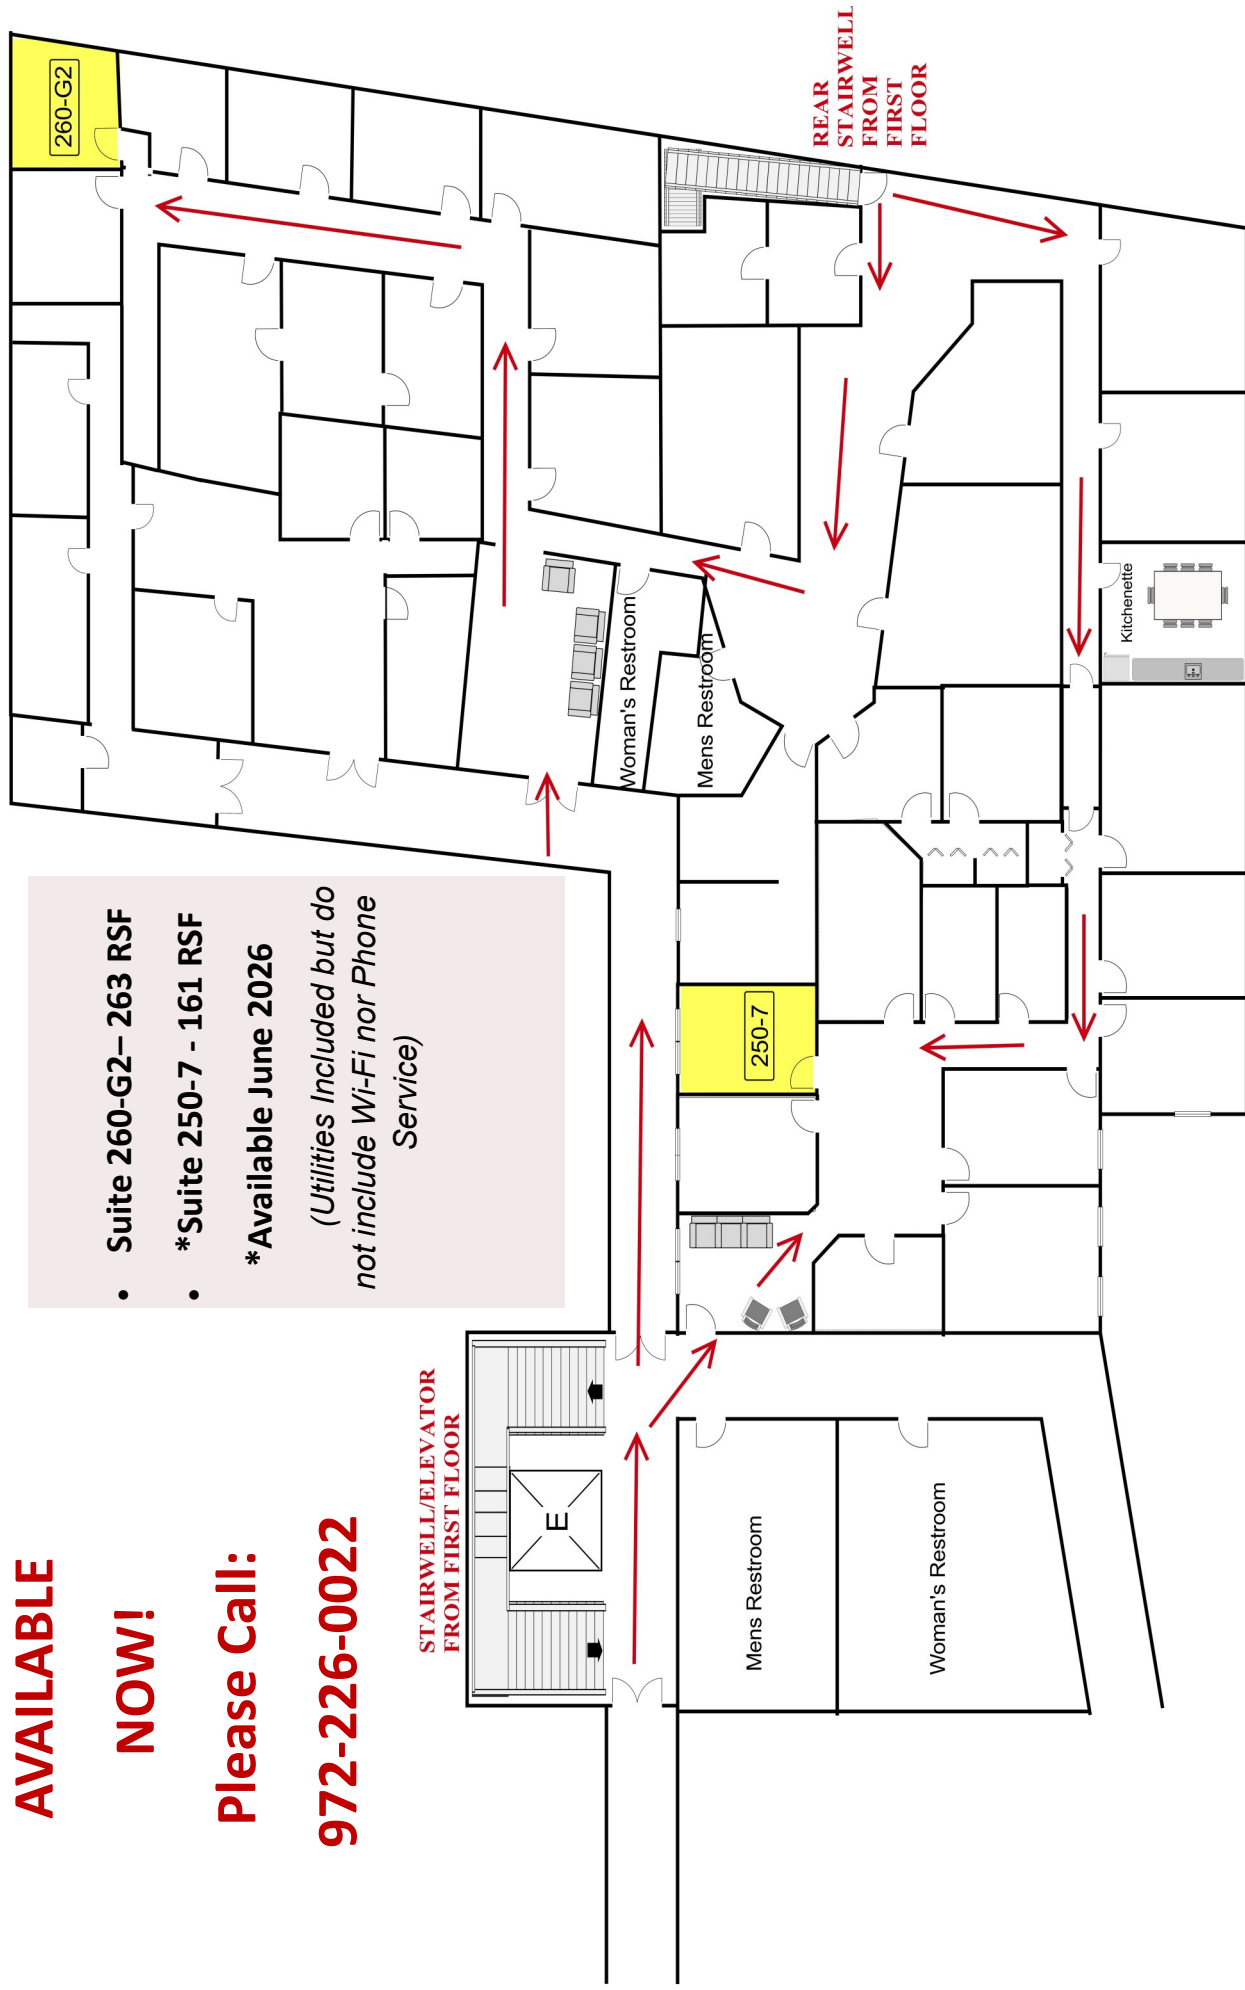 AVAILABLE
NOW!
Please Call:
972-226-0022
• Suite 260-G2– 263 RSF
• *Suite 250-7 - 161 RSF
*Available June 2026
(Utilities Included but do
not include Wi-Fi nor Phone
Service)
STAIRWELL/ELEVATOR
FROM FIRST FLOOR
E
Mens Restroom
Woman's Restroom
250-7
Woman's Restroom
Mens Restroom
Kitchenette
260-G2
REAR
STAIRWELL
FROM
FIRST
FLOOR